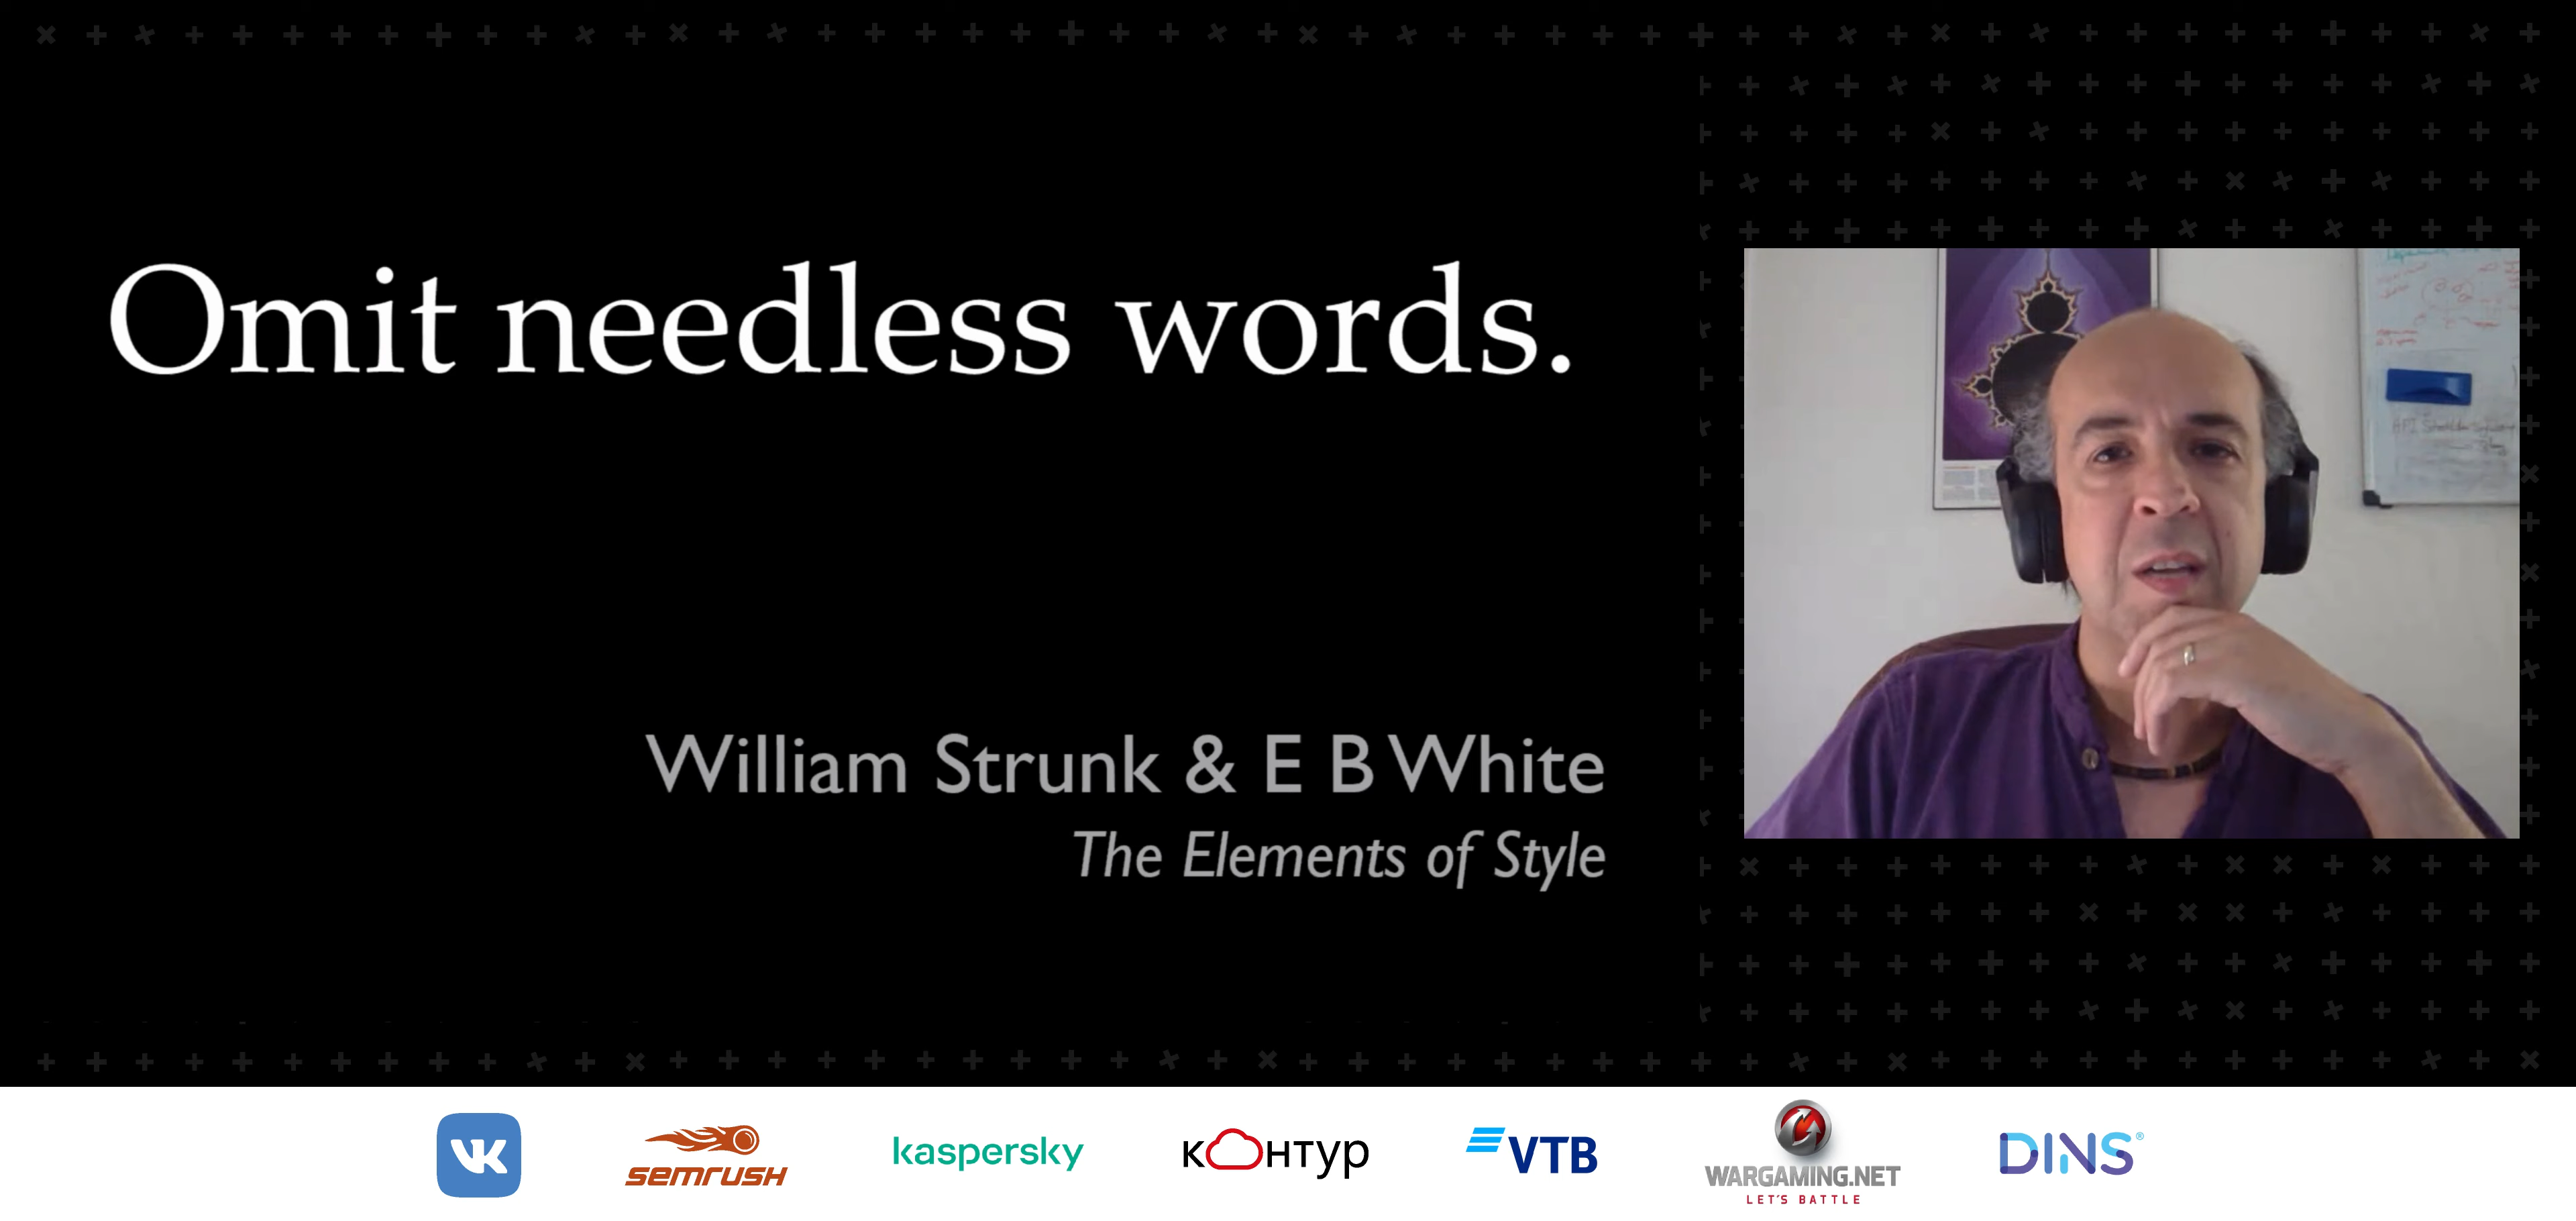 Omit needless words.
William Strunk & E B White
The Elements of Style
VK
SEMRUSH
kaspersky
контур
VTB
WARGAMING.NET
LET'S BATTLE
DINS®